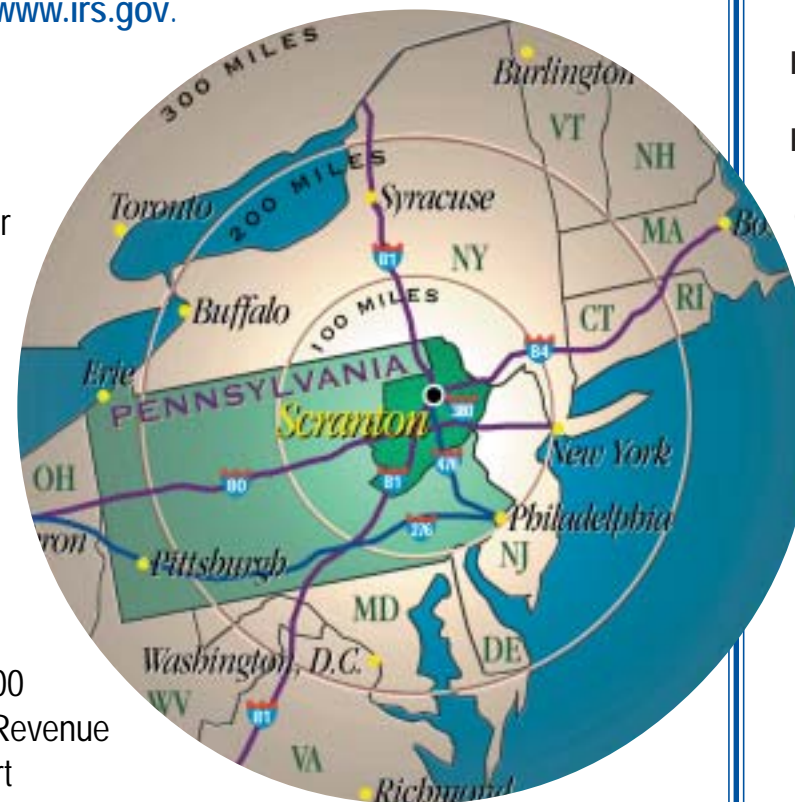 www.irs.gov.
300 MILES
Burlington
VT
NH
200 MILES
Toronto
Syracuse
MA
81
NY
RI
Buffalo
100 MILES
CT
84
Erie
PENNSYLVANIA
380
Scranton
New York
OH
80
81
476
276
Philadelphia
Pittsburgh
NJ
MD
Washington, D.C.
DE
00
WV
Revenue
81
VA
Richmond